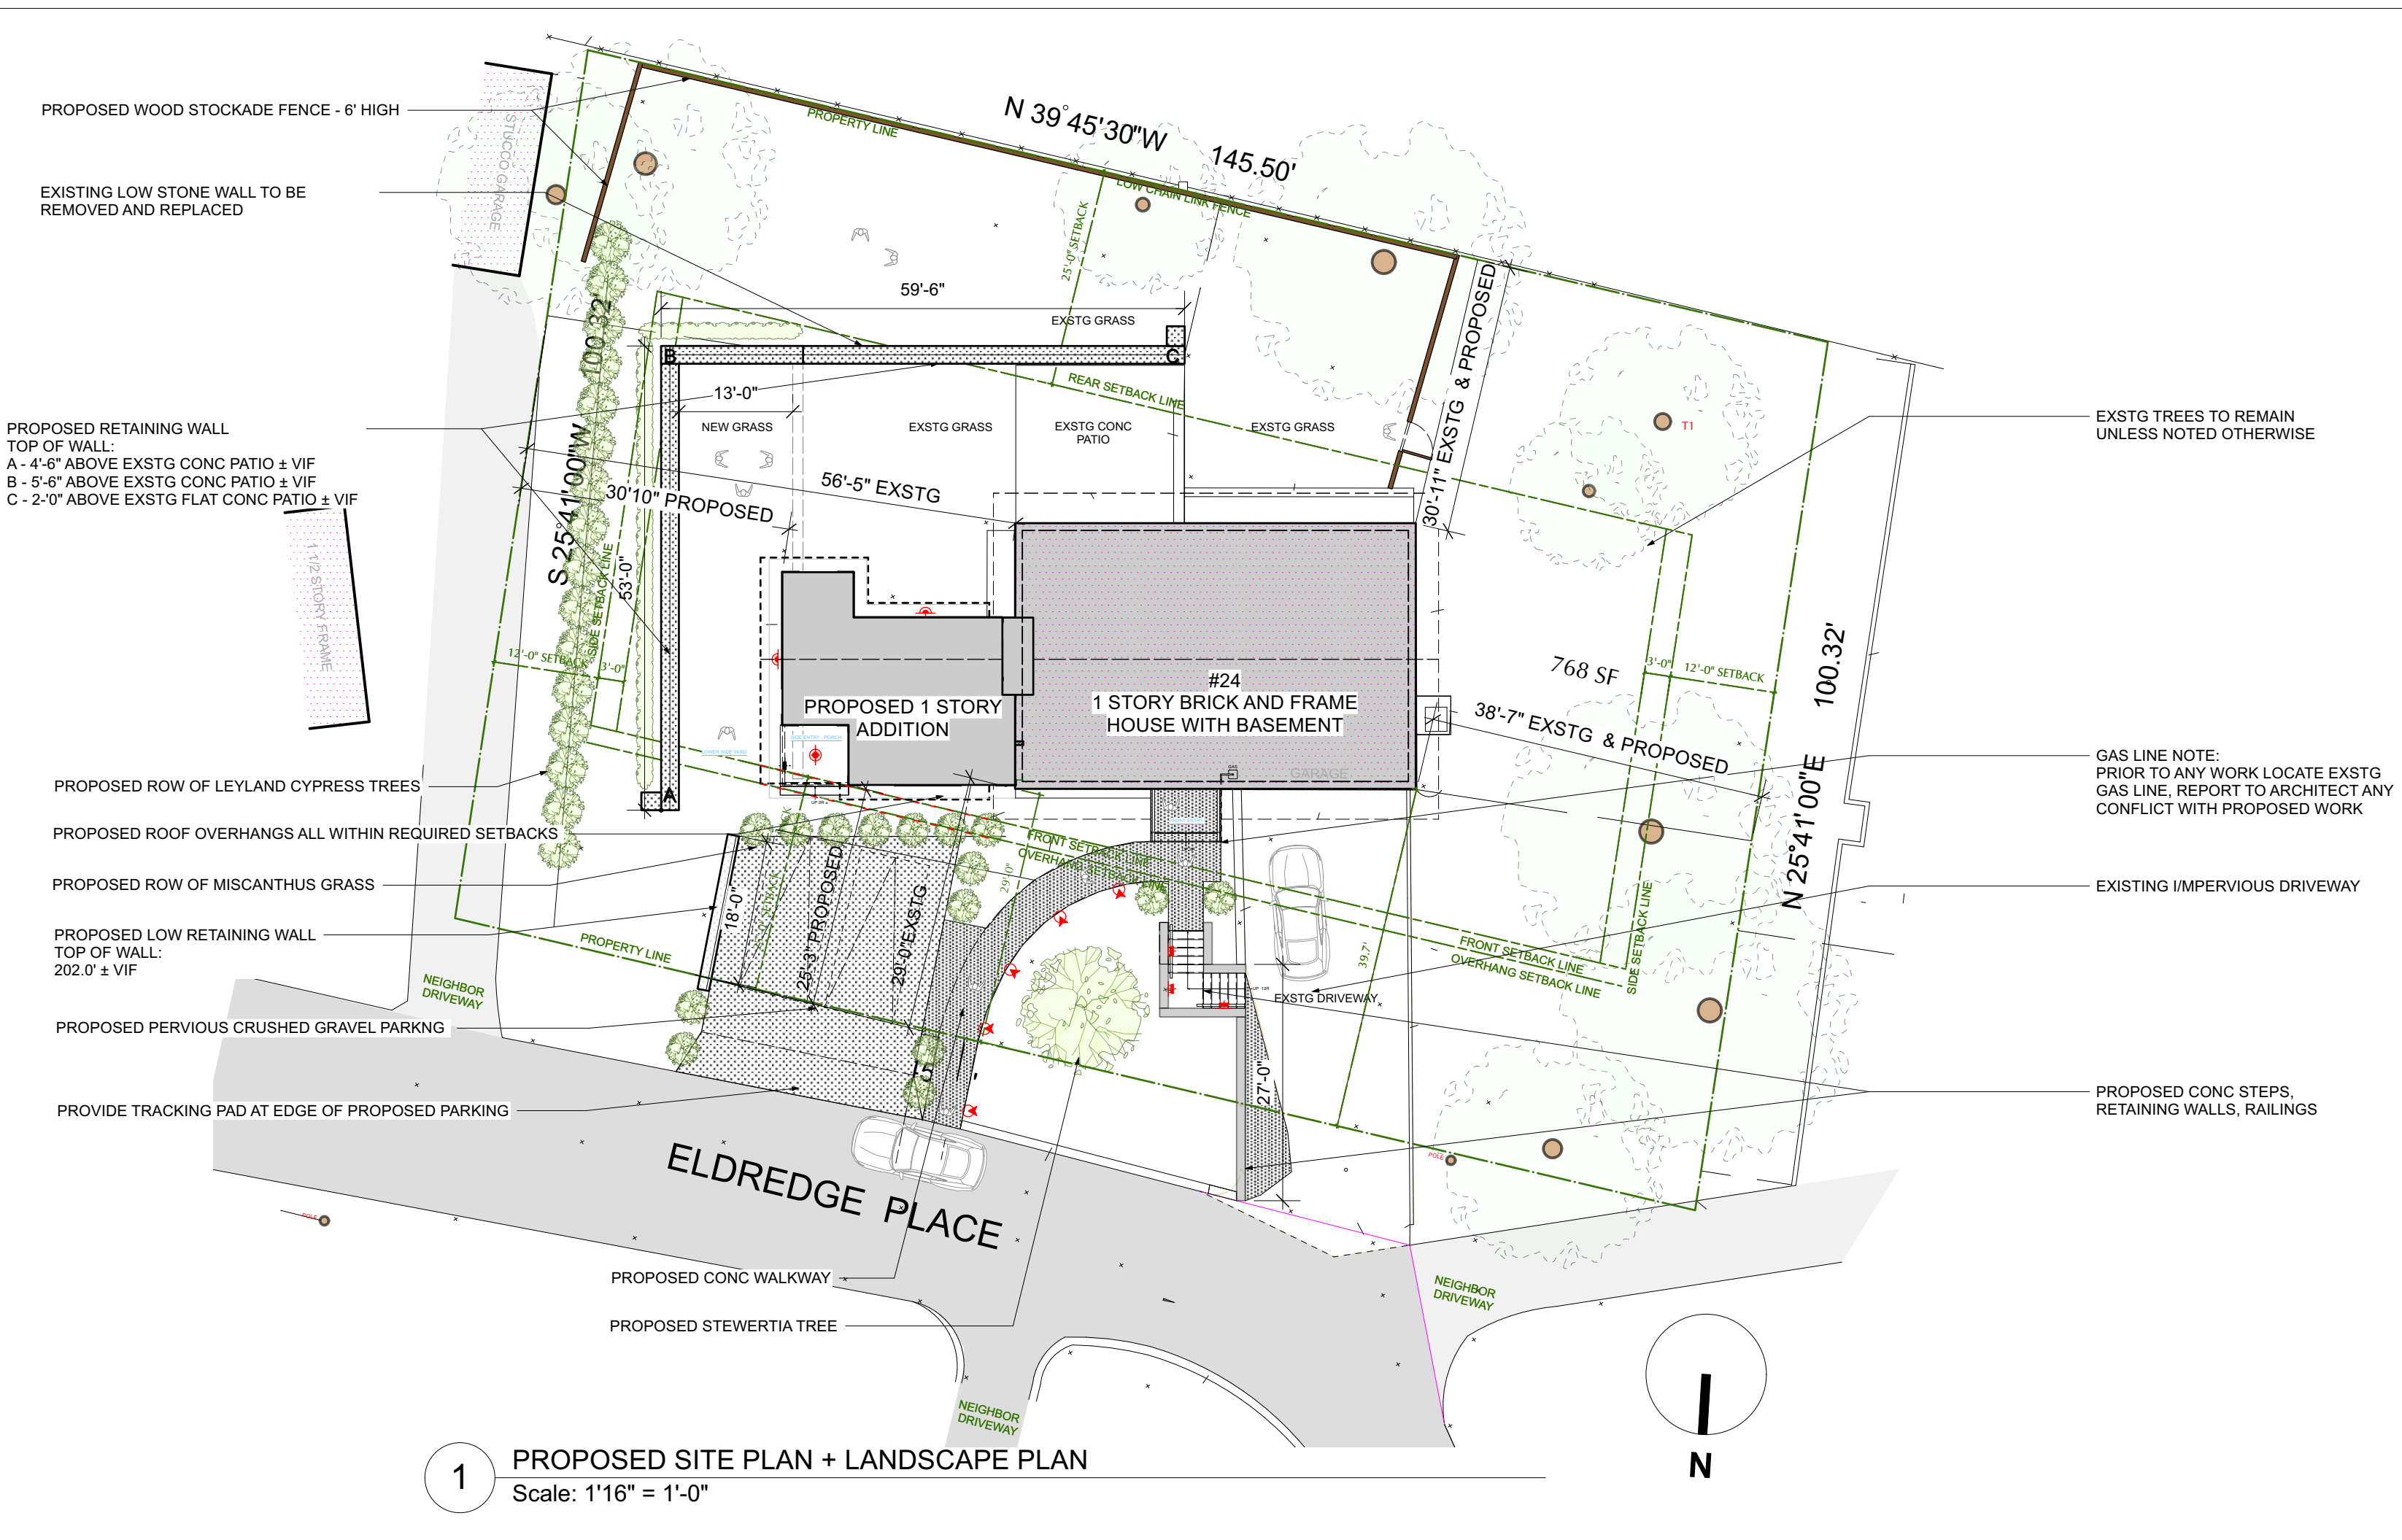 N 39°45'30"W
145.50'
PROPERTY LINE
LOW CHAIN LINK FENCE
PROPOSED WOOD STOCKADE FENCE - 6' HIGH
STUCCO GARAGE
EXISTING LOW STONE WALL TO BE
REMOVED AND REPLACED
25'-0" SETBACK
59'-6"
EXSTG GRASS
100.32'
B
C
REAR SETBACK LINE
30'-11" EXSTG & PROPOSED
13'-0"
NEW GRASS
EXSTG GRASS
EXSTG CONC
PATIO
EXSTG GRASS
T1
EXSTG TREES TO REMAIN
UNLESS NOTED OTHERWISE
PROPOSED RETAINING WALL
TOP OF WALL:
A - 4'-6" ABOVE EXSTG CONC PATIO ± VIF
B - 5'-6" ABOVE EXSTG CONC PATIO ± VIF
C - 2-'0" ABOVE EXSTG FLAT CONC PATIO ± VIF
S 25°41'00"W
30'10" PROPOSED
56'-5" EXSTG
1 1/2 STORY FRAME
SIDE SETBACK LINE
53'-0"
12'-0" SETBACK
3'-0"
PROPOSED 1 STORY
ADDITION
#24
1 STORY BRICK AND FRAME
HOUSE WITH BASEMENT
768 SF
3'-0"
12'-0" SETBACK
100.32'
38'-7" EXSTG & PROPOSED
SIDE ENTRY - PORCH
LOWER SIDE YARD
GAS
GARAGE
GAS LINE NOTE:
PRIOR TO ANY WORK LOCATE EXSTG
GAS LINE, REPORT TO ARCHITECT ANY
CONFLICT WITH PROPOSED WORK
N 25°41'00"E
A
UP 2R
PROPOSED ROW OF LEYLAND CYPRESS TREES
PROPOSED ROOF OVERHANGS ALL WITHIN REQUIRED SETBACKS
FRONT SETBACK LINE
OVERHANG SETBACK LINE
PROPOSED ROW OF MISCANTHUS GRASS
EXISTING I/MPERVIOUS DRIVEWAY
18'-0"
SETBACK
25'-3" PROPOSED
29'-0" EXSTG
29'-0"
39.7'
PROPOSED LOW RETAINING WALL
TOP OF WALL:
202.0' ± VIF
PROPERTY LINE
FRONT SETBACK LINE
OVERHANG SETBACK LINE
SIDE SETBACK LINE
NEIGHBOR
DRIVEWAY
UP 12R
EXSTG DRIVEWAY
PROPOSED PERVIOUS CRUSHED GRAVEL PARKNG
27'-0"
PROPOSED CONC STEPS,
RETAINING WALLS, RAILINGS
PROVIDE TRACKING PAD AT EDGE OF PROPOSED PARKING
POLE
ELDREDGE PLACE
POLE
PROPOSED CONC WALKWAY
NEIGHBOR
DRIVEWAY
PROPOSED STEWERTIA TREE
NEIGHBOR
DRIVEWAY
N
1
PROPOSED SITE PLAN + LANDSCAPE PLAN
Scale: 1'16" = 1'-0"